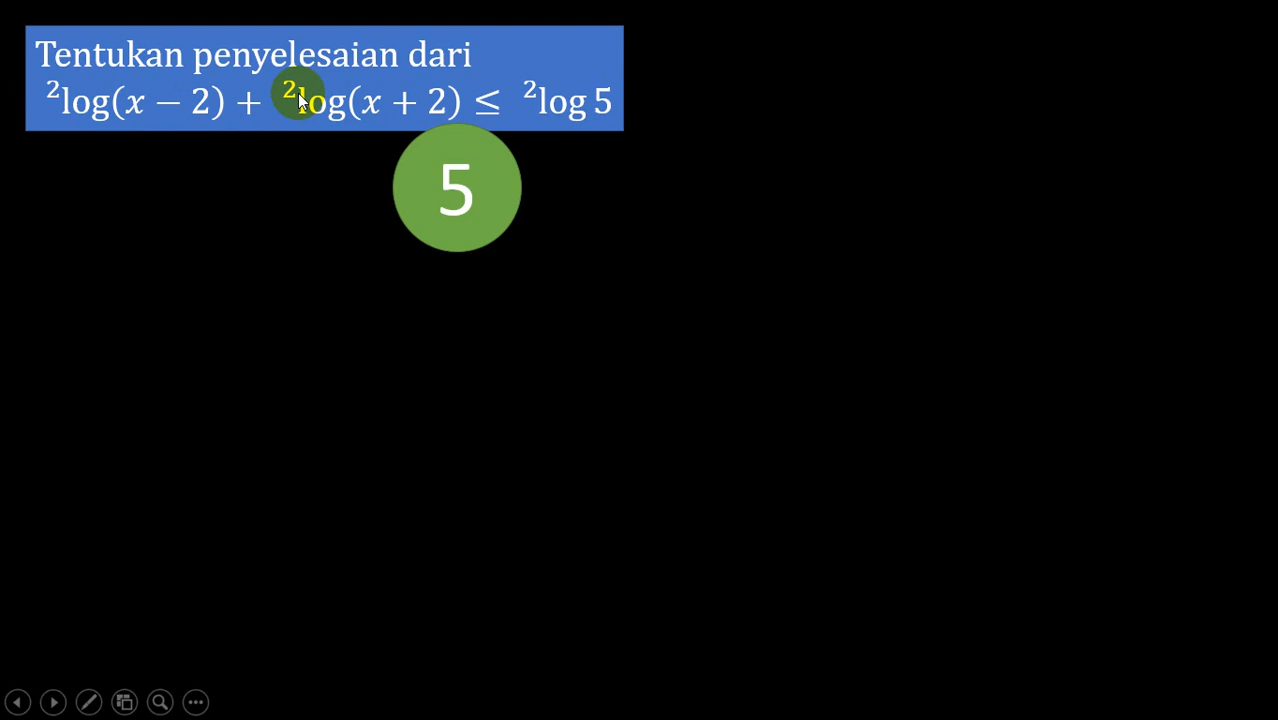 Tentukan penyelesaian dari
²log(𝑥 − 2) + ²log(𝑥 + 2) ≤ ²log 5
5